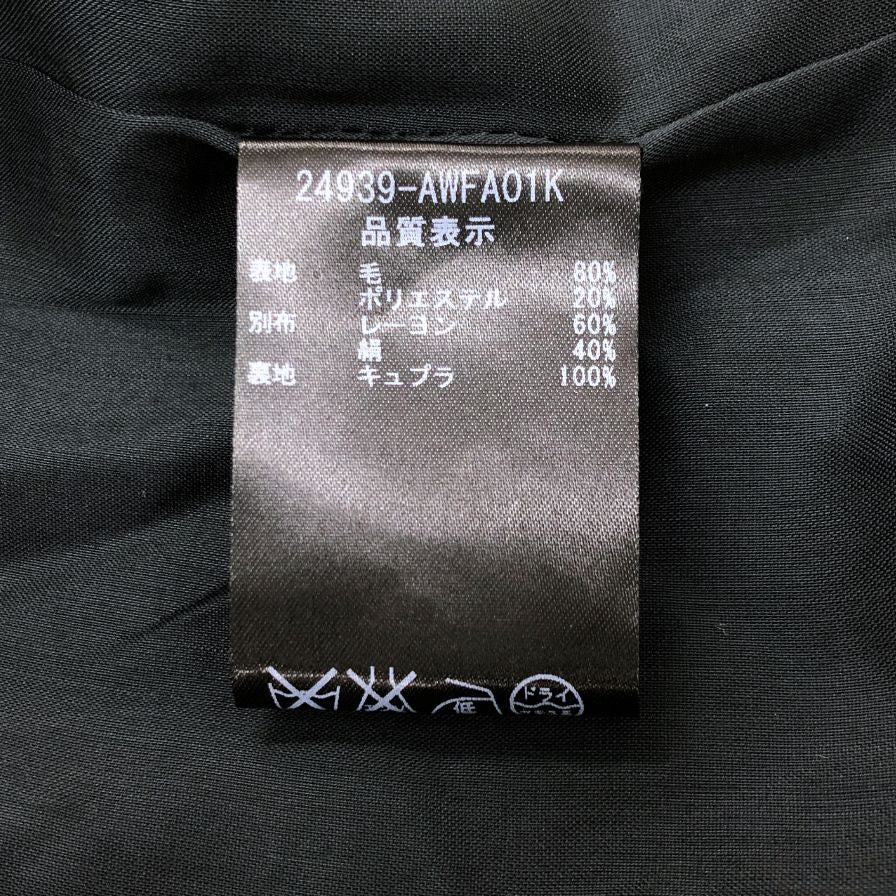 24939-AWFA01K
品質表示
表地 毛 80%
ポリエステル 20%
別布 レーヨン 60%
絹 40%
裏地 キュプラ 100%
低 ドライ